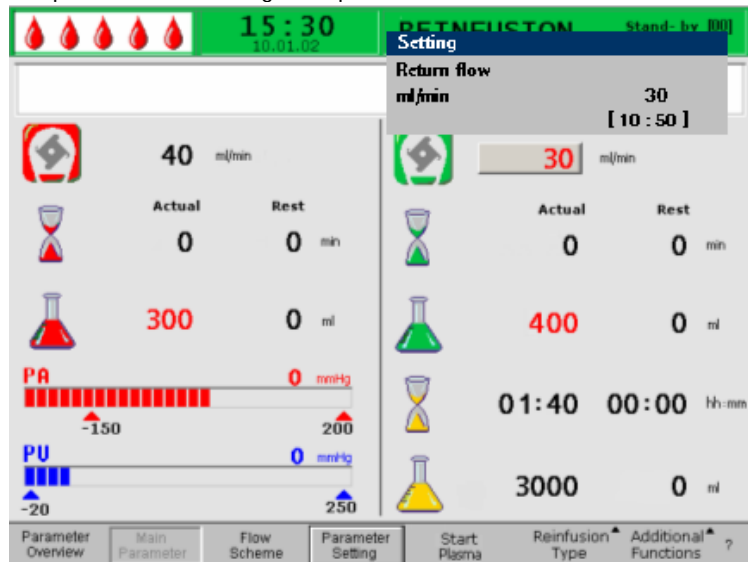 15:30
10.01.02
Stand- by [00]
Setting
Return flow
ml/min 30
[ 10 : 50 ]
40 ml/min
Actual Rest
0 0 min
300 0 ml
PA 0 mmHg
-150 200
PV 0 mmHg
-20 250
30 ml/min
Actual Rest
0 0 min
400 0 ml
01:40 00:00 hh:mm
3000 0 ml
Parameter Overview
Main Parameter
Flow Scheme
Parameter Setting
Start Plasma
Reinfusion Type
Additional Functions
?